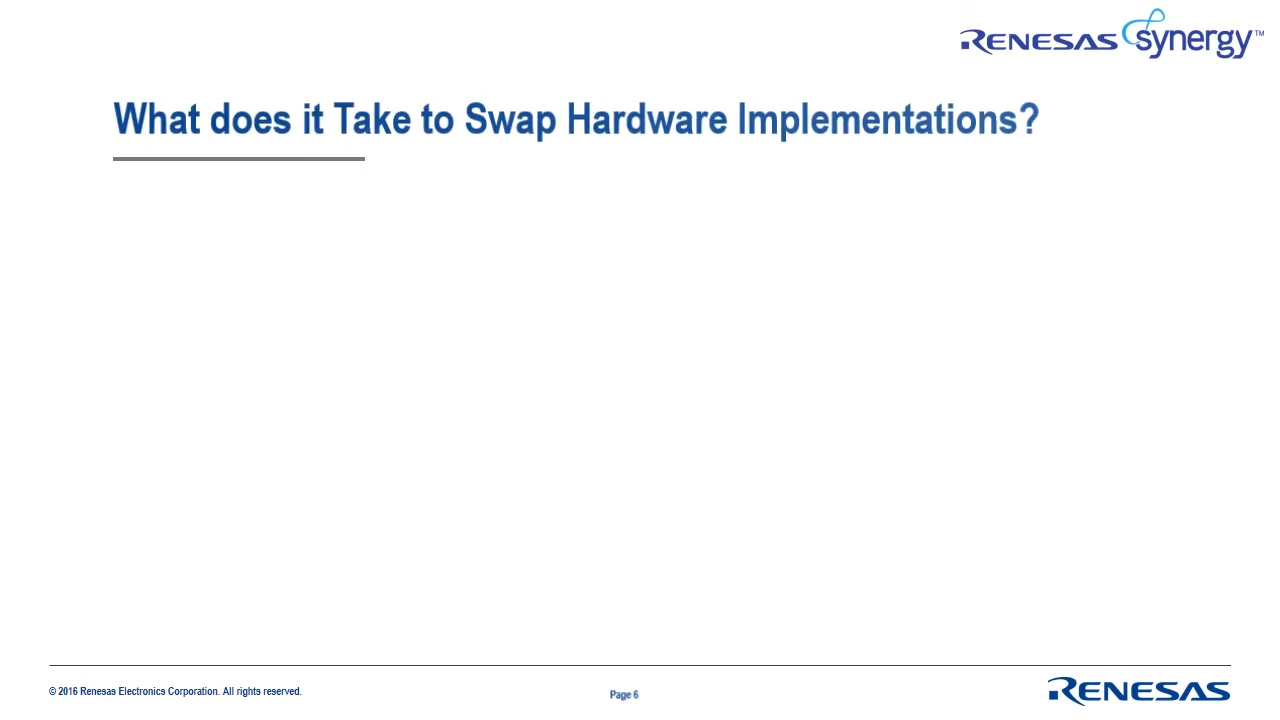 RENESAS synergy™
What does it Take to Swap Hardware Implementations?
© 2016 Renesas Electronics Corporation. All rights reserved.
Page 6
RENESAS